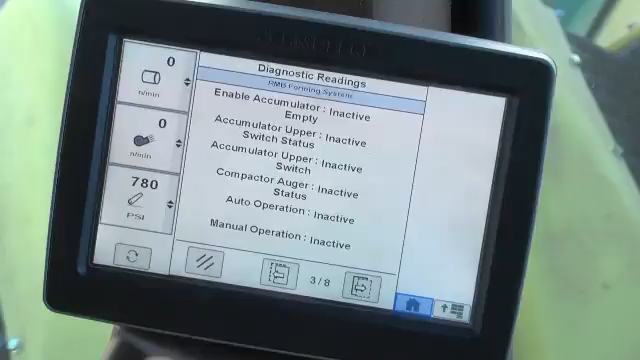 Diagnostic Readings
RMB Forming System
0
n/min
0
n/min
780
PSI
Enable Accumulator : Inactive
Empty
Accumulator Upper : Inactive
Switch Status
Accumulator Upper : Inactive
Switch
Compactor Auger : Inactive
Status
Auto Operation : Inactive
Manual Operation : Inactive
3/8